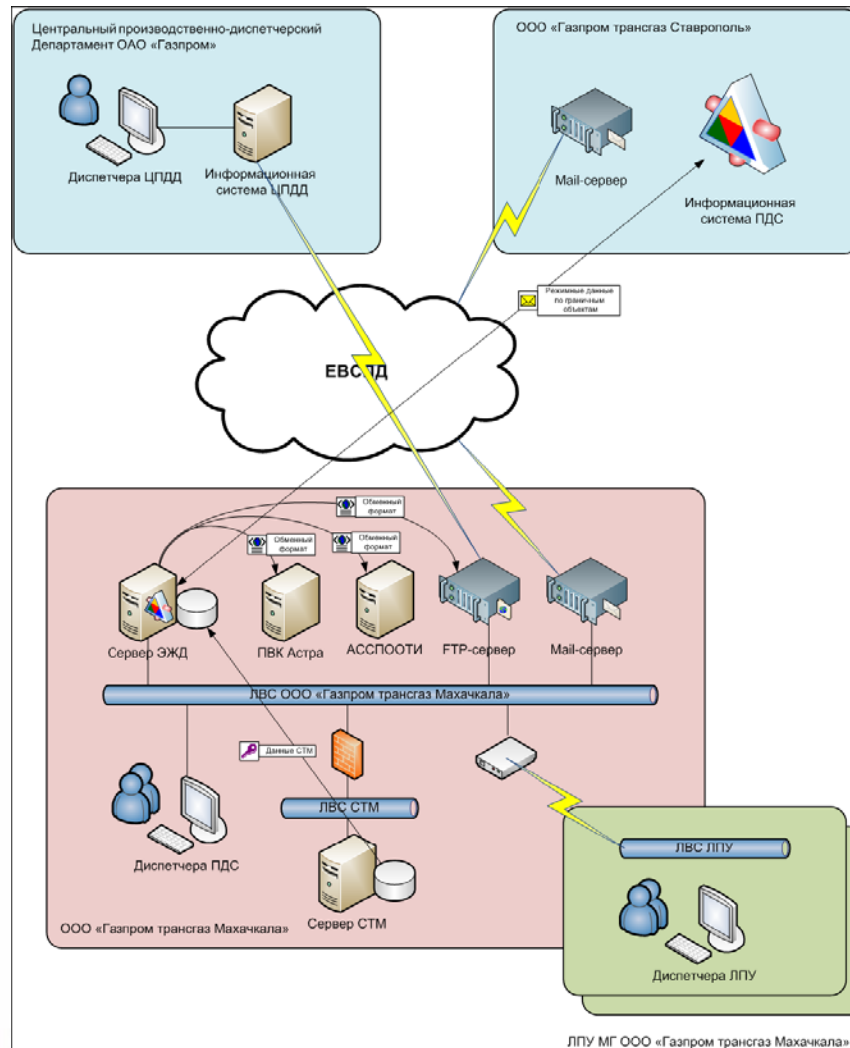 Центральный производственно-диспетчерский
Департамент ОАО «Газпром»
Диспетчера ЦПДД
Информационная
система ЦПДД
ООО «Газпром трансгаз Ставрополь»
Mail-сервер
Информационная
система ПДС
Режимные данные
по граничным
объектам
ЕВСПД
Обменный
формат
Обменный
формат
Обменный
формат
Сервер ЭЖД
ПВК Астра
АССПООТИ
FTP-сервер
Mail-сервер
ЛВС ООО «Газпром трансгаз Махачкала»
Данные СТМ
ЛВС СТМ
Диспетчера ПДС
Сервер СТМ
ООО «Газпром трансгаз Махачкала»
ЛВС ЛПУ
Диспетчера ЛПУ
ЛПУ МГ ООО «Газпром трансгаз Махачкала»